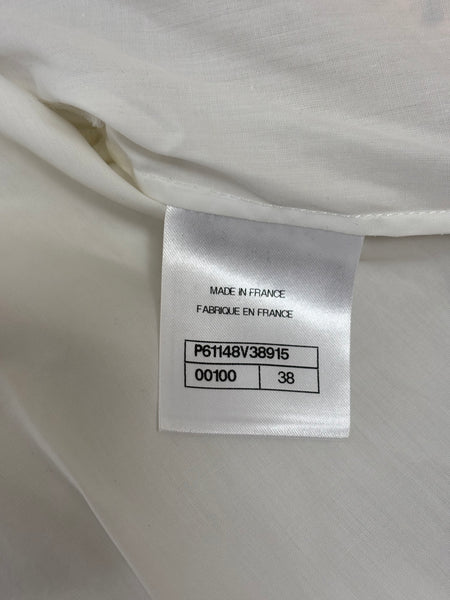 MADE IN FRANCE
FABRIQUE EN FRANCE
P61148V38915
00100 38